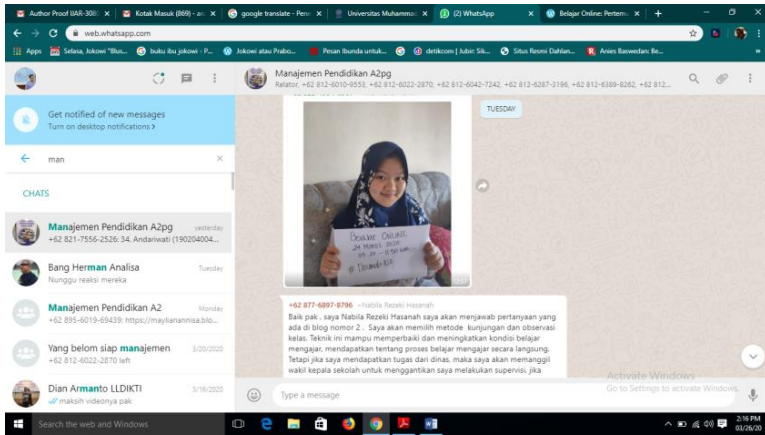 Author Proof IJAR-308
Kotak Masuk (869) - an
google translate - Pene
Universitas Muhammad
(2) WhatsApp
Belajar Online: Pertemu
web.whatsapp.com
Apps
Selasa, Jokowi "Blus...
buku ibu jokowi - P...
Jokowi atau Prabo...
Pesan Ibunda untuk...
detikcom | Jubir: Sik...
Situs Resmi Dahlan...
Anies Baswedan: Be...
Manajemen Pendidikan A2pg
Relator, +62 812-6010-9553, +62 812-6022-2870, +62 812-6042-7242, +62 812-6287-3196, +62 812-6389-8262, +62 812...
Get notified of new messages
Turn on desktop notifications >
man
CHATS
Manajemen Pendidikan A2pg
yesterday
+62 821-7556-2526: 34. Andariwati (190204004...
Bang Herman Analisa
Tuesday
Nunggu reaksi mereka
Manajemen Pendidikan A2
Monday
+62 895-6019-69439: https://maylianannisa.blo...
Yang belom siap manajemen
3/20/2020
+62 812-6022-2870 left
Dian Armanto LLDIKTI
3/16/2020
maksih videonya pak
TUESDAY
BELAJAR ONLINE
24 MARET 2020
+62 877-6897-8796 ~Nabila Rezeki Hasanah
Baik pak , saya Nabila Rezeki Hasanah saya akan menjawab pertanyaan yang
ada di blog nomor 2 . Saya akan memilih metode kunjungan dan observasi
kelas. Teknik ini mampu memperbaiki dan meningkatkan kondisi belajar
mengajar, mendapatkan tentang proses belajar mengajar secara langsung,
Tetapi jika saya mendapatkan tugas dari dinas, maka saya akan memanggil
wakil kepala sekolah untuk menggantikan saya melakukan supervisi. jika
Type a message
Activate Windows
Go to Settings to activate Windows.
Search the web and Windows
2:16 PM
03/26/20